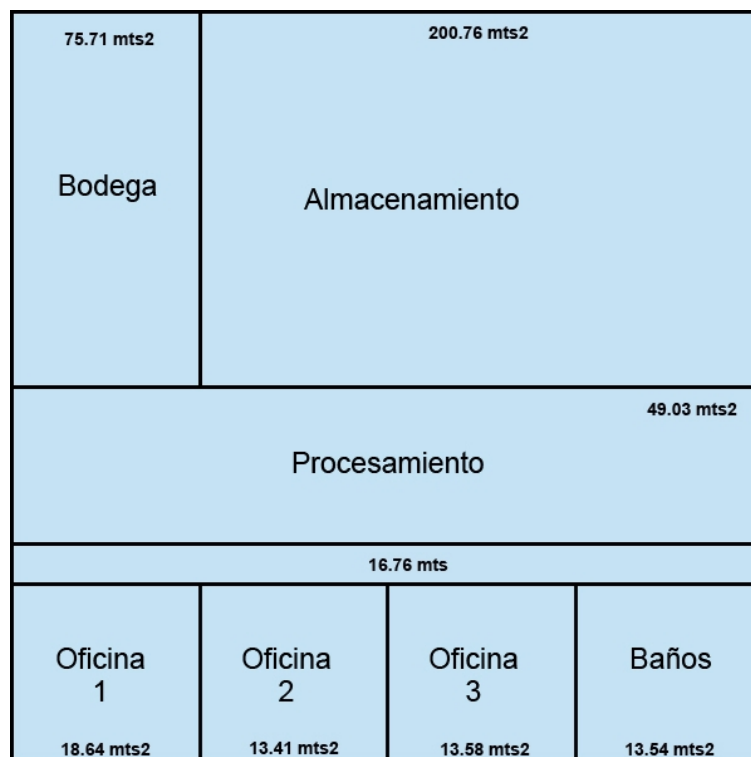 75.71 mts2
200.76 mts2
Bodega
Almacenamiento
49.03 mts2
Procesamiento
16.76 mts
Oficina
1
Oficina
2
Oficina
3
Baños
18.64 mts2
13.41 mts2
13.58 mts2
13.54 mts2